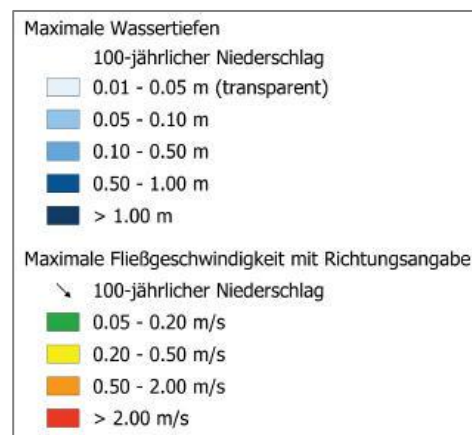 Maximale Wassertiefen
100-jährlicher Niederschlag
0.01 - 0.05 m (transparent)
0.05 - 0.10 m
0.10 - 0.50 m
0.50 - 1.00 m
> 1.00 m
Maximale Fließgeschwindigkeit mit Richtungsangabe
100-jährlicher Niederschlag
0.05 - 0.20 m/s
0.20 - 0.50 m/s
0.50 - 2.00 m/s
> 2.00 m/s